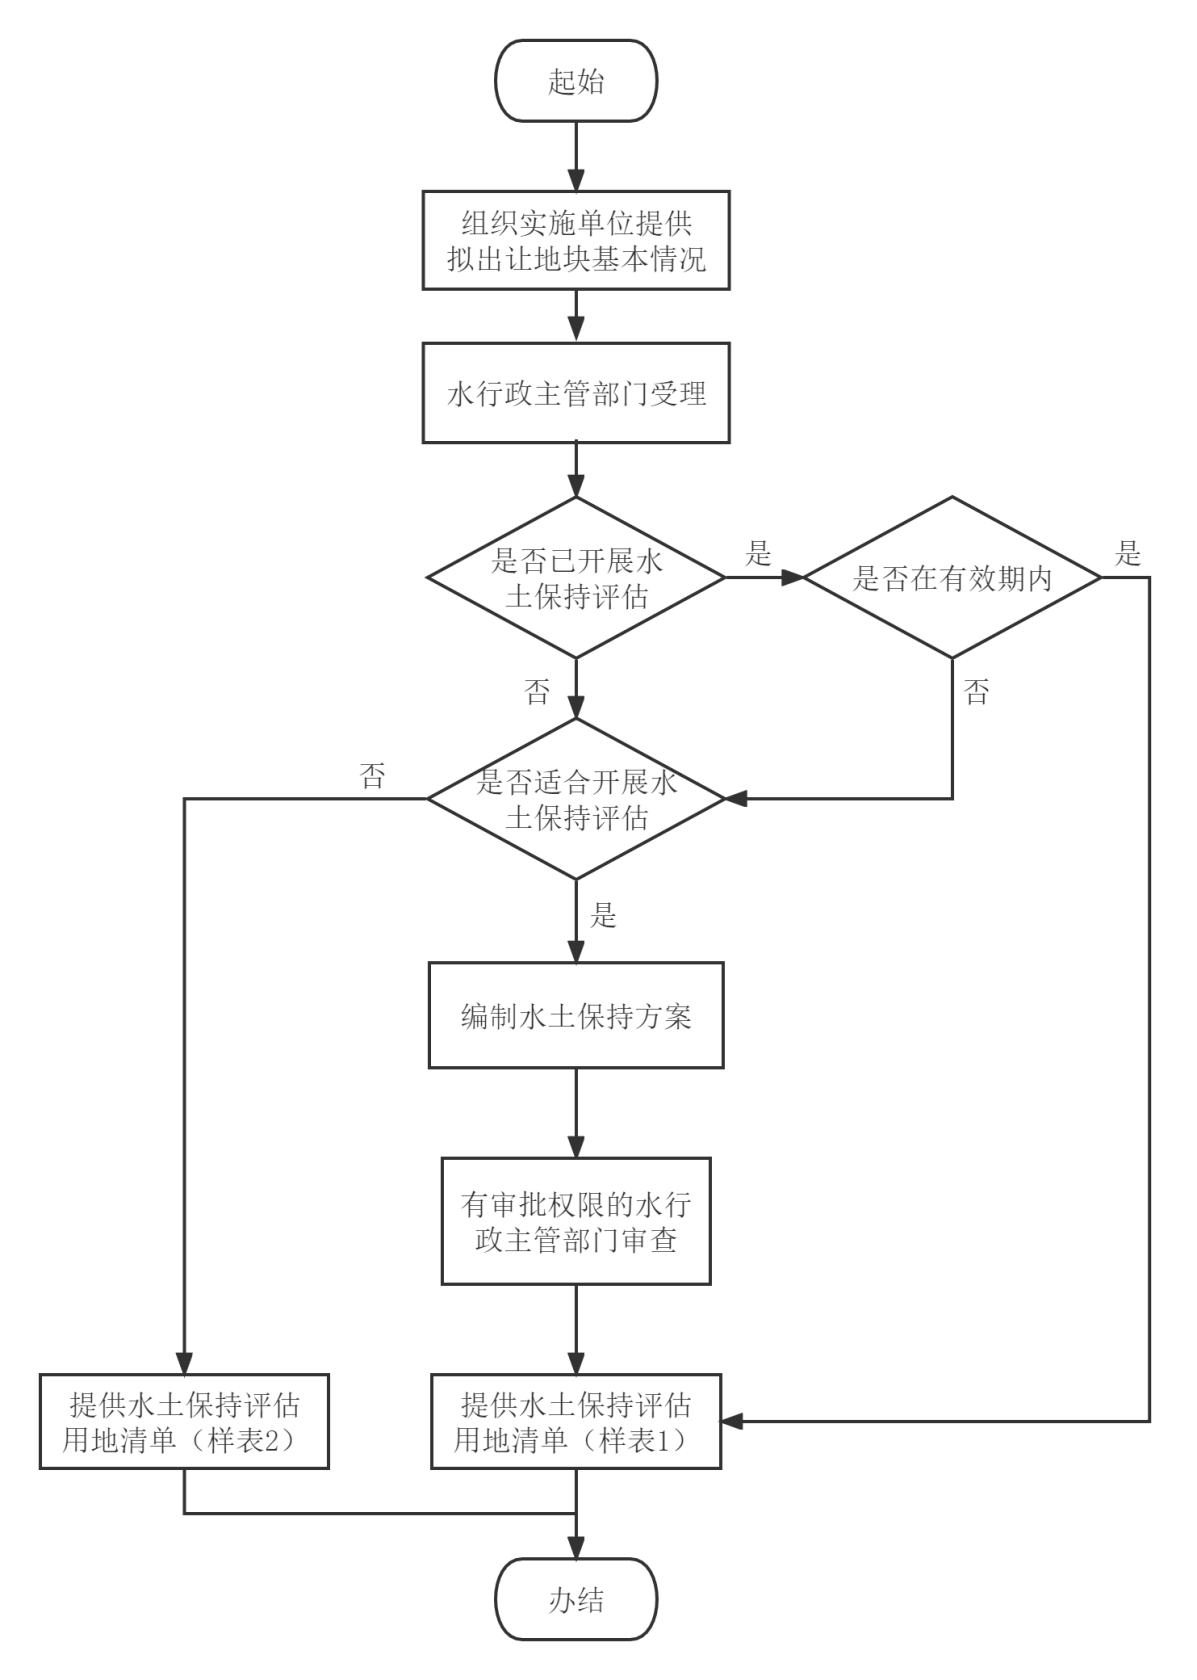 起始
组织实施单位提供
拟出让地块基本情况
水行政主管部门受理
是否已开展水
土保持评估
是
是否在有效期内
是
否
否
否
是否适合开展水
土保持评估
是
编制水土保持方案
有审批权限的水行
政主管部门审查
提供水土保持评估
用地清单（样表2）
提供水土保持评估
用地清单（样表1）
办结